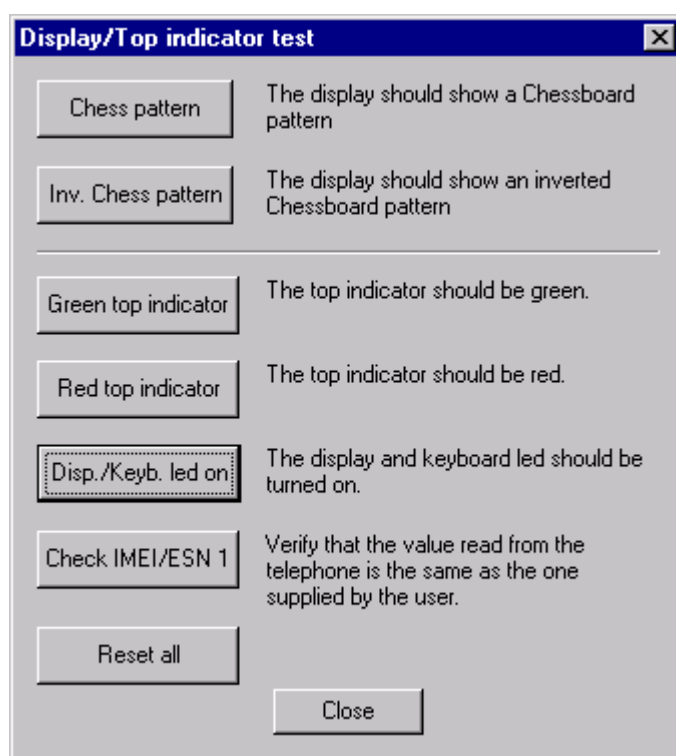 Display/Top indicator test
Chess pattern
The display should show a Chessboard
pattern
Inv. Chess pattern
The display should show an inverted
Chessboard pattern
Green top indicator
The top indicator should be green.
Red top indicator
The top indicator should be red.
Disp./Keyb. led on
The display and keyboard led should be
turned on.
Check IMEI/ESN 1
Verify that the value read from the
telephone is the same as the one
supplied by the user.
Reset all
Close